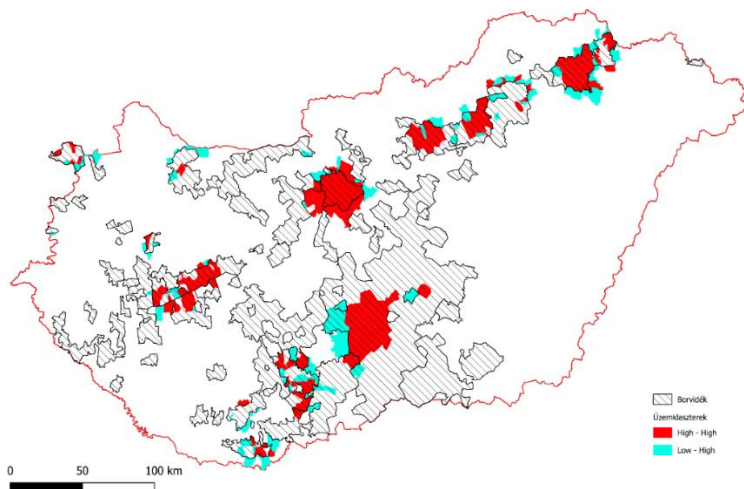 Borvidék
Üzemklaszterek
High - High
Low - High
0 50 100 km